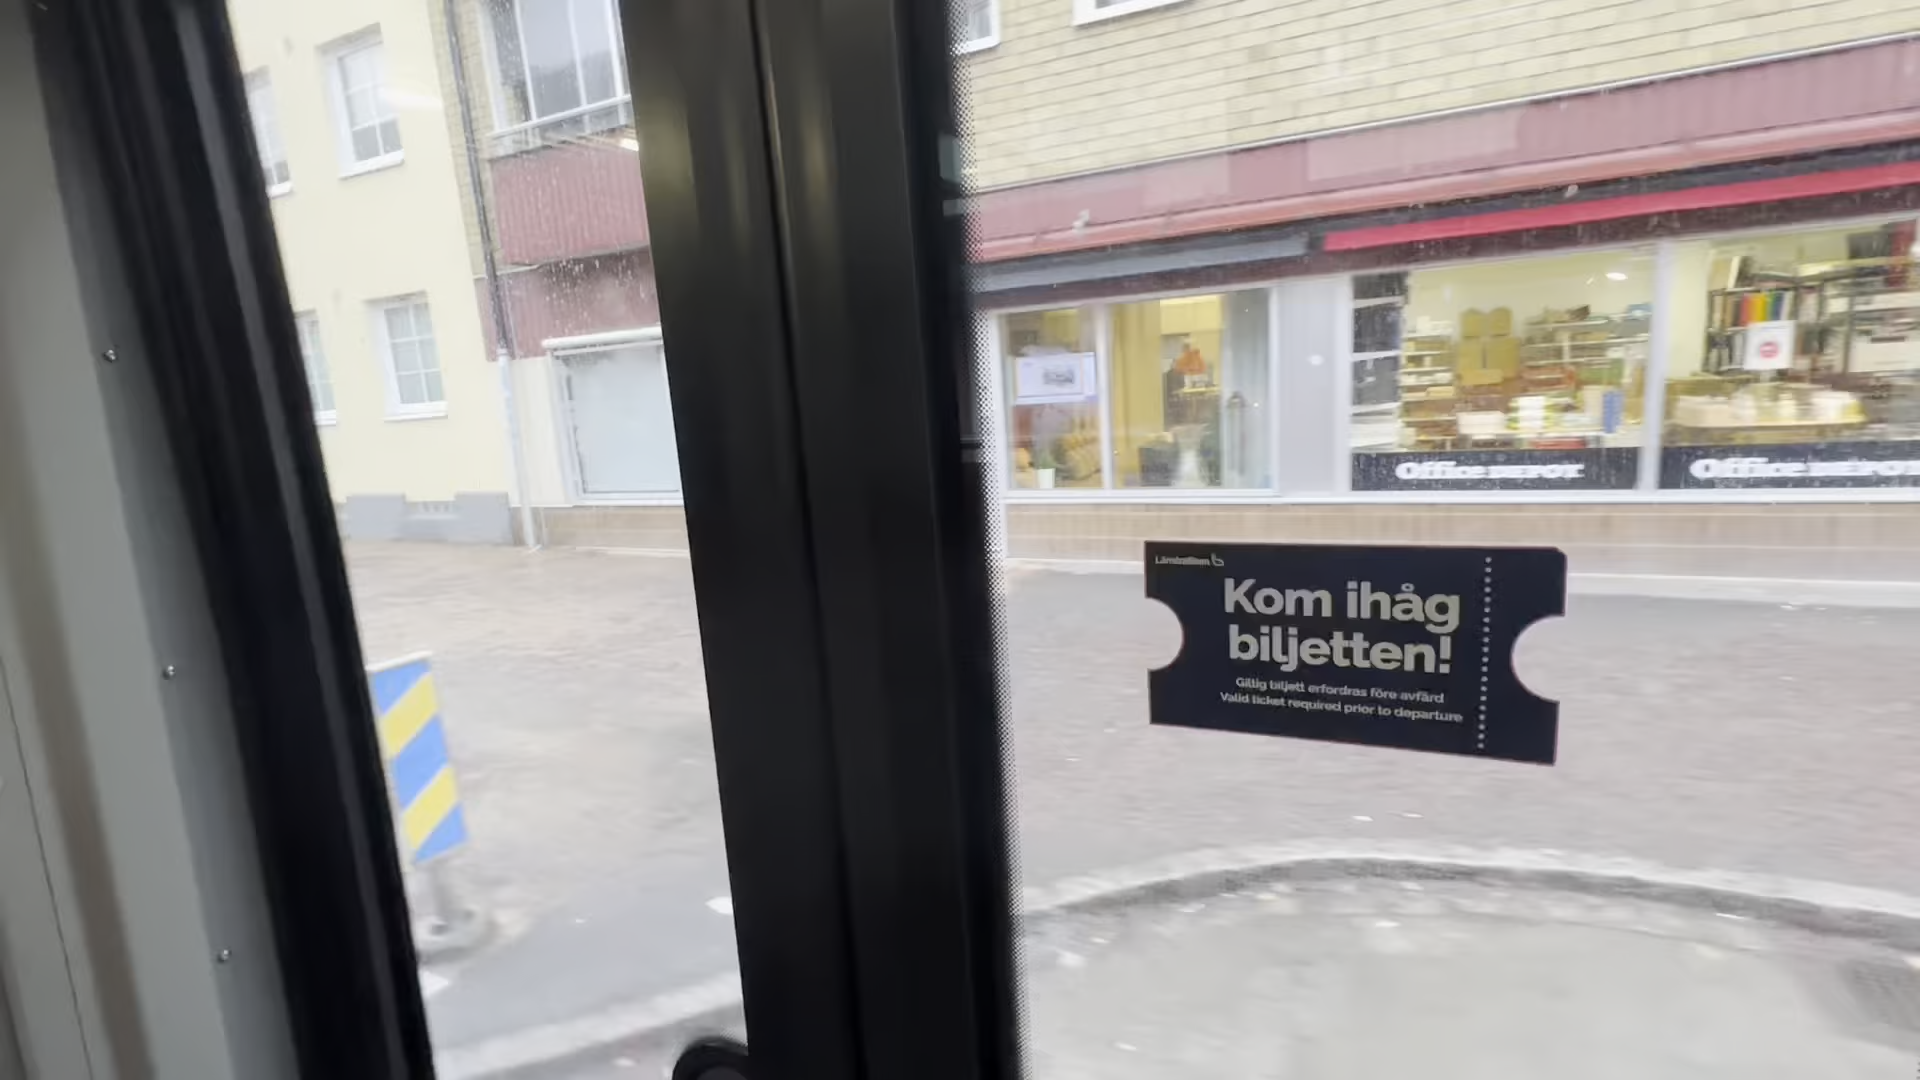 Office DEPOT
Office DEPOT
Länstrafiken
Kom ihåg
biljetten!
Giltig biljett erfordras före avfärd
Valid ticket required prior to departure